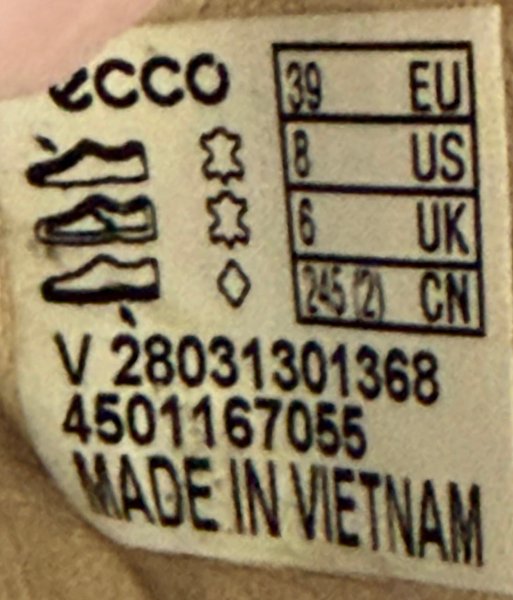 ecco
39 EU
8 US
6 UK
245 (2) CN
V 28031301368
4501167055
MADE IN VIETNAM